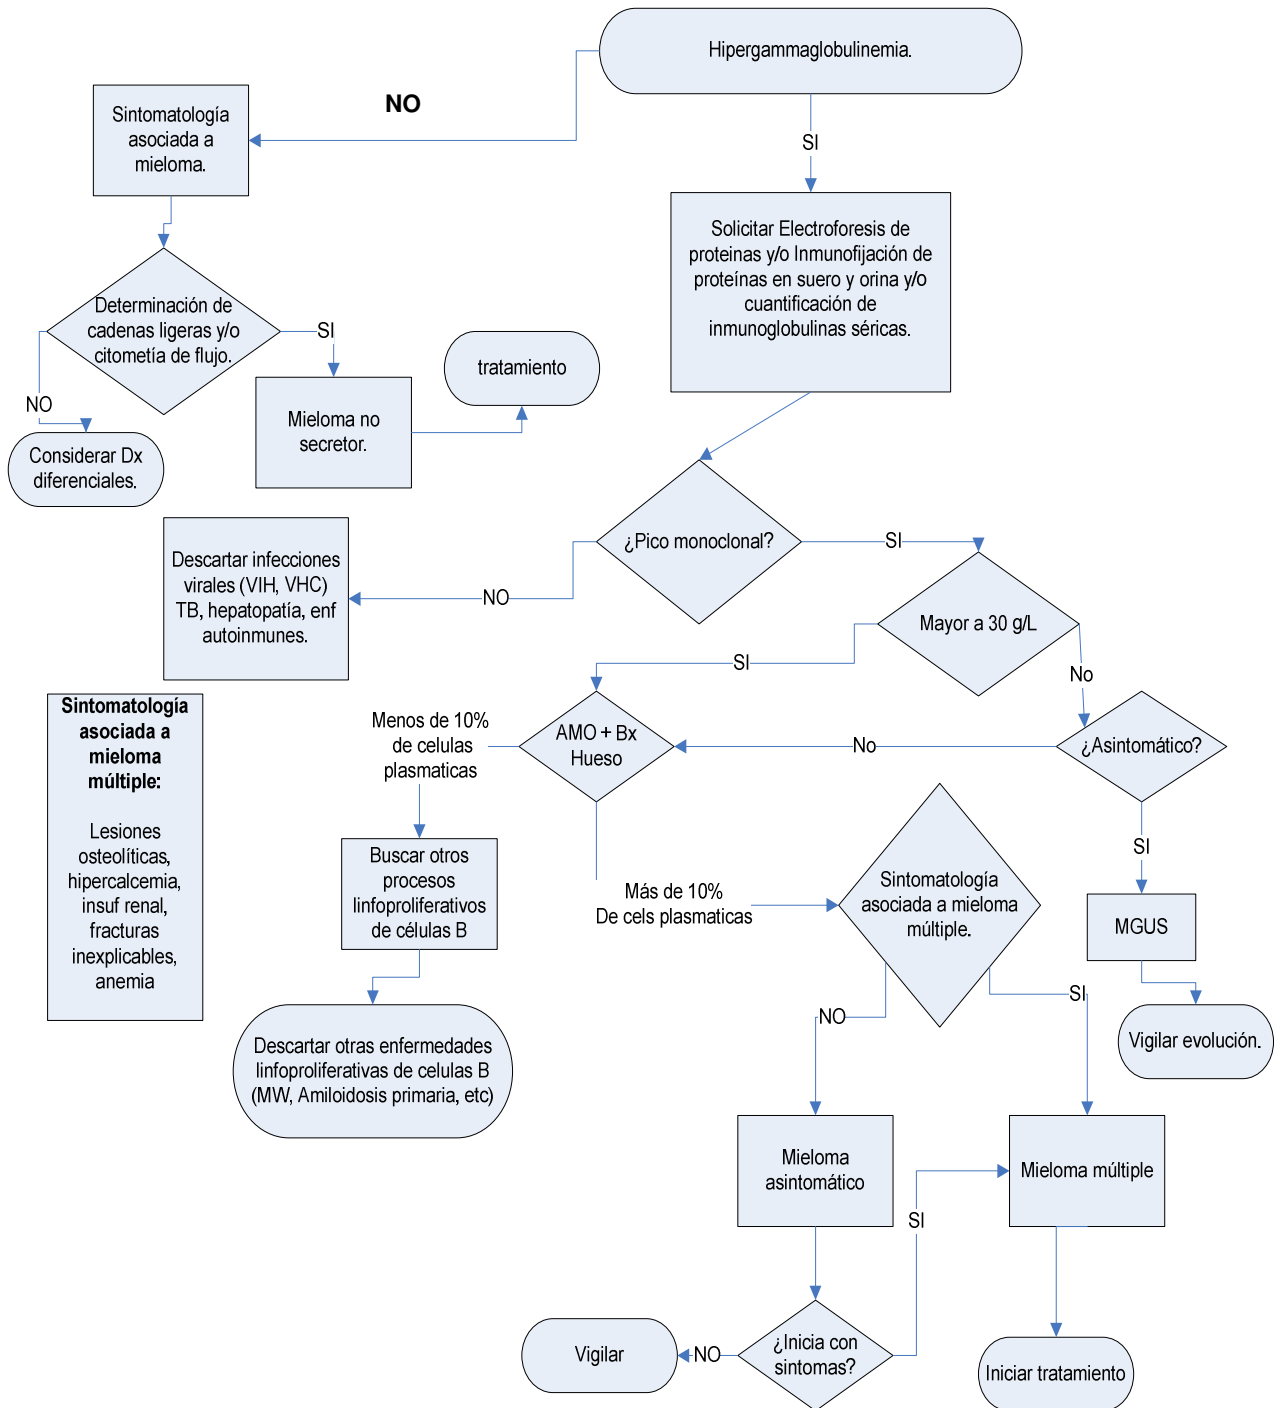 Hipergammaglobulinemia.
NO
SI
Sintomatología
asociada a
mieloma.
Solicitar Electroforesis de
proteinas y/o Inmunofijación de
proteínas en suero y orina y/o
cuantificación de
inmunoglobulinas séricas.
Determinación de
cadenas ligeras y/o
citometía de flujo.
SI
NO
tratamiento
Mieloma no
secretor.
Considerar Dx
diferenciales.
¿Pico monoclonal?
SI
NO
Descartar infecciones
virales (VIH, VHC)
TB, hepatopatía, enf
autoinmunes.
Mayor a 30 g/L
SI
No
Sintomatología
asociada a
mieloma
múltiple:
Lesiones
osteolíticas,
hipercalcemia,
insuf renal,
fracturas
inexplicables,
anemia
Menos de 10%
de celulas
plasmaticas
AMO + Bx
Hueso
No
¿Asintomático?
SI
Buscar otros
procesos
linfoproliferativos
de células B
Más de 10%
De cels plasmaticas
Sintomatología
asociada a mieloma
múltiple.
MGUS
NO
SI
Vigilar evolución.
Descartar otras enfermedades
linfoproliferativas de celulas B
(MW, Amiloidosis primaria, etc)
Mieloma
asintomático
Mieloma múltiple
SI
Vigilar
NO
¿Inicia con
sintomas?
Iniciar tratamiento